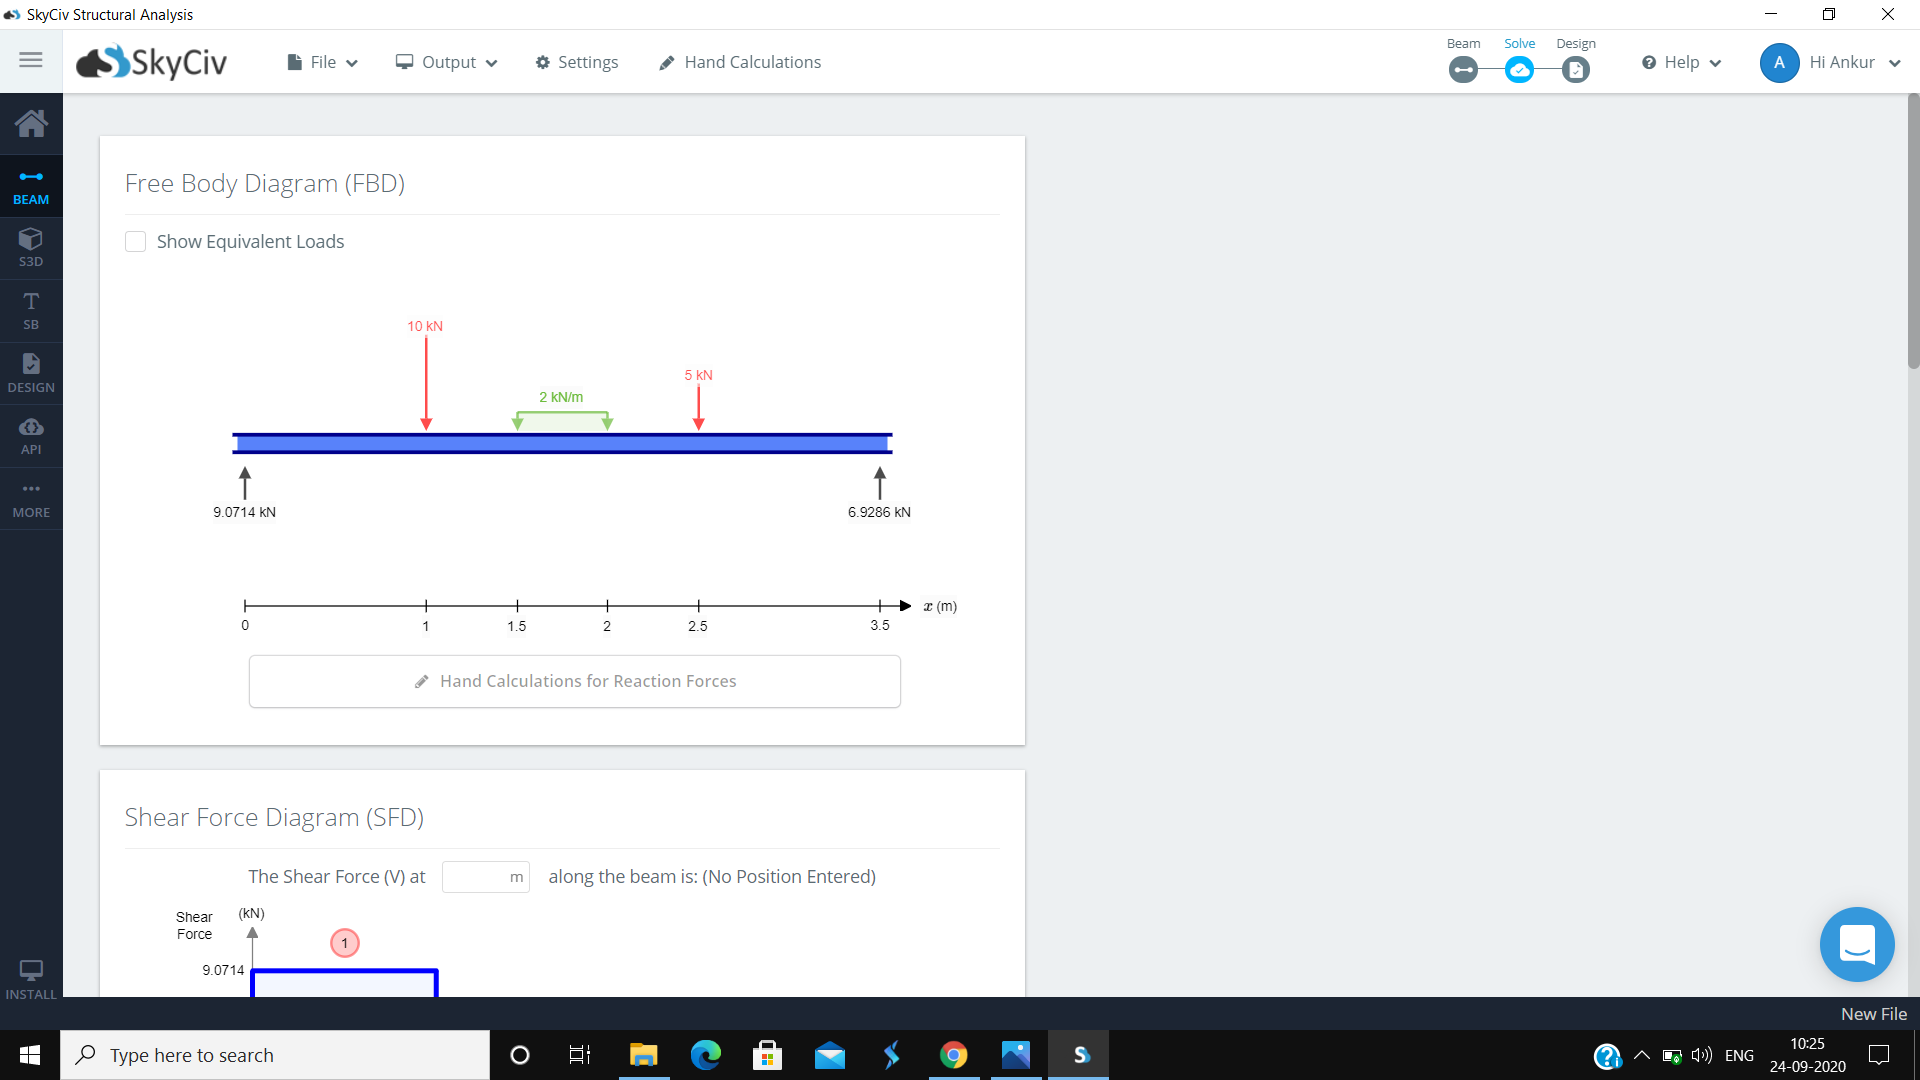 SkyCiv Structural Analysis
SkyCiv
File
Output
Settings
Hand Calculations
Beam
Solve
Design
Help
A
Hi Ankur
BEAM
S3D
T
SB
DESIGN
API
MORE
INSTALL
Free Body Diagram (FBD)
Show Equivalent Loads
10 kN
5 kN
2 kN/m
9.0714 kN
6.9286 kN
x (m)
0 1 1.5 2 2.5 3.5
Hand Calculations for Reaction Forces
Shear Force Diagram (SFD)
The Shear Force (V) at m along the beam is: (No Position Entered)
Shear
Force
(kN)
1
9.0714
New File
Type here to search
S
ENG
10:25
24-09-2020